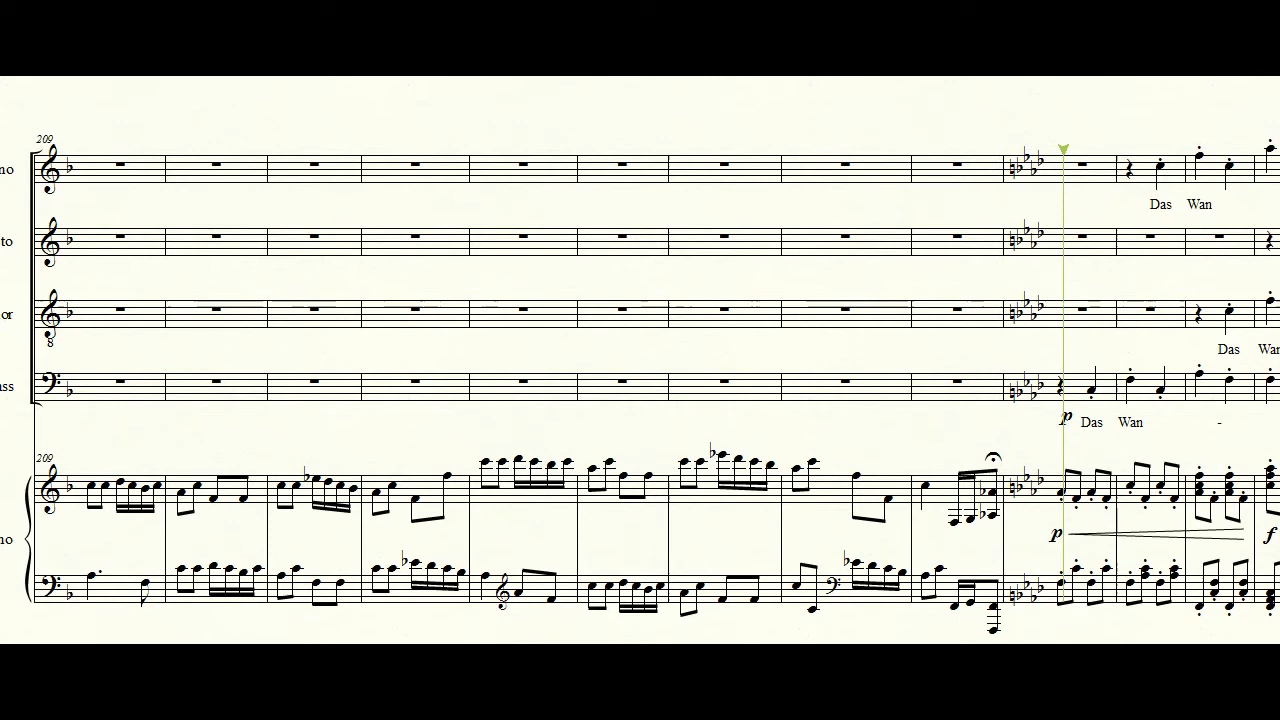 209
no
Das Wan
to
or
8
Das Wan
ass
p
Das Wan -
209
no
p
f